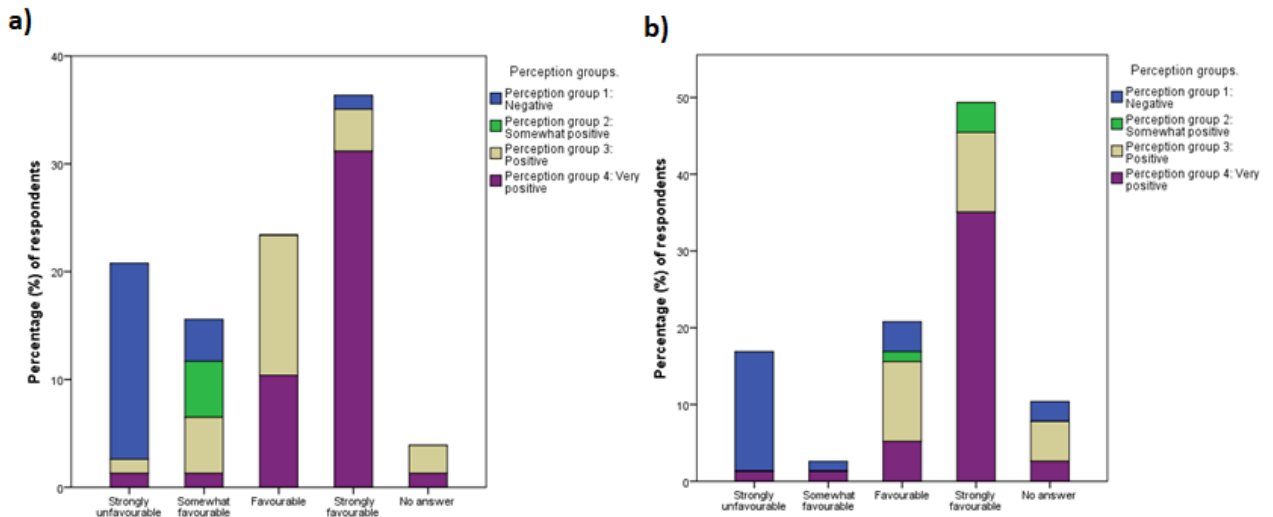 a)
40
30
20
10
0
Percentage (%) of respondents
Strongly
unfavourable
Somewhat
favourable
Favourable
Strongly
favourable
No answer
Perception groups.
Perception group 1:
Negative
Perception group 2:
Somewhat positive
Perception group 3:
Positive
Perception group 4: Very
positive
b)
50
40
30
20
10
0
Percentage (%) of respondents
Strongly
unfavourable
Somewhat
favourable
Favourable
Strongly
favourable
No answer
Perception groups.
Perception group 1:
Negative
Perception group 2:
Somewhat positive
Perception group 3:
Positive
Perception group 4: Very
positive